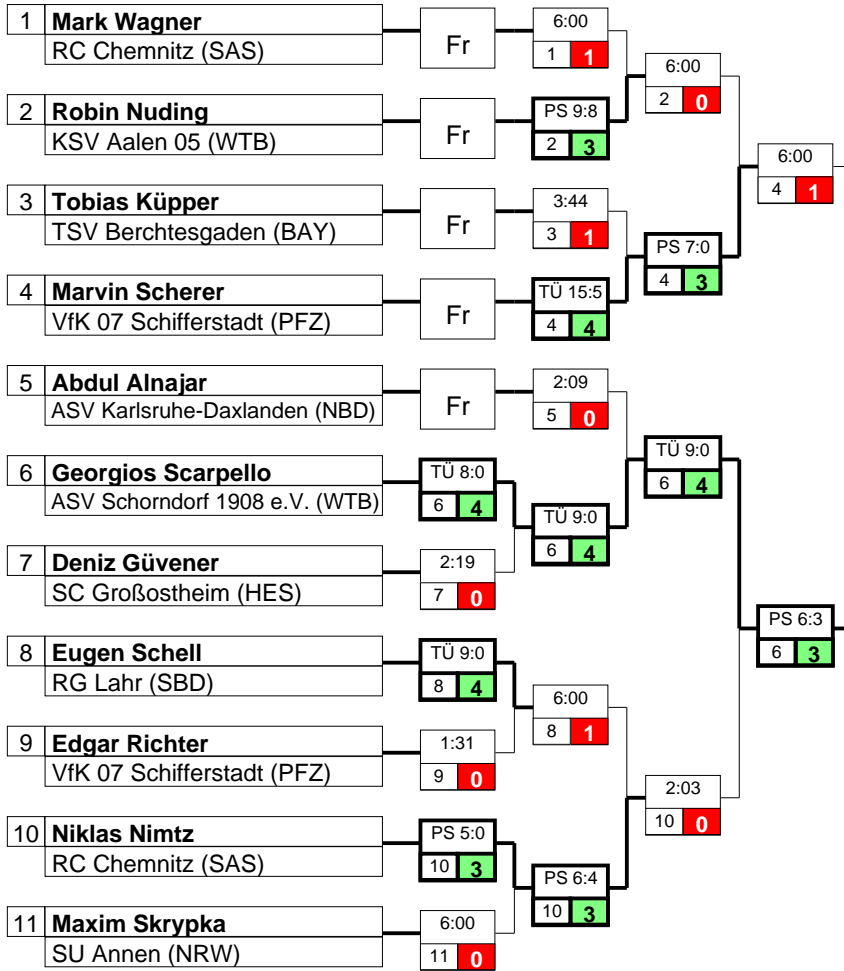 1 Mark Wagner
RC Chemnitz (SAS)
Fr
6:00
1 1
6:00
2 0
2 Robin Nuding
KSV Aalen 05 (WTB)
Fr
PS 9:8
2 3
6:00
4 1
3 Tobias Küpper
TSV Berchtesgaden (BAY)
Fr
3:44
3 1
PS 7:0
4 3
4 Marvin Scherer
VfK 07 Schifferstadt (PFZ)
Fr
TÜ 15:5
4 4
5 Abdul Alnajar
ASV Karlsruhe-Daxlanden (NBD)
Fr
2:09
5 0
TÜ 9:0
6 4
6 Georgios Scarpello
ASV Schorndorf 1908 e.V. (WTB)
TÜ 8:0
6 4
TÜ 9:0
6 4
7 Deniz Güvener
SC Großostheim (HES)
2:19
7 0
PS 6:3
6 3
8 Eugen Schell
RG Lahr (SBD)
TÜ 9:0
8 4
6:00
8 1
9 Edgar Richter
VfK 07 Schifferstadt (PFZ)
1:31
9 0
2:03
10 0
10 Niklas Nimtz
RC Chemnitz (SAS)
PS 5:0
10 3
PS 6:4
10 3
11 Maxim Skrypka
SU Annen (NRW)
6:00
11 0